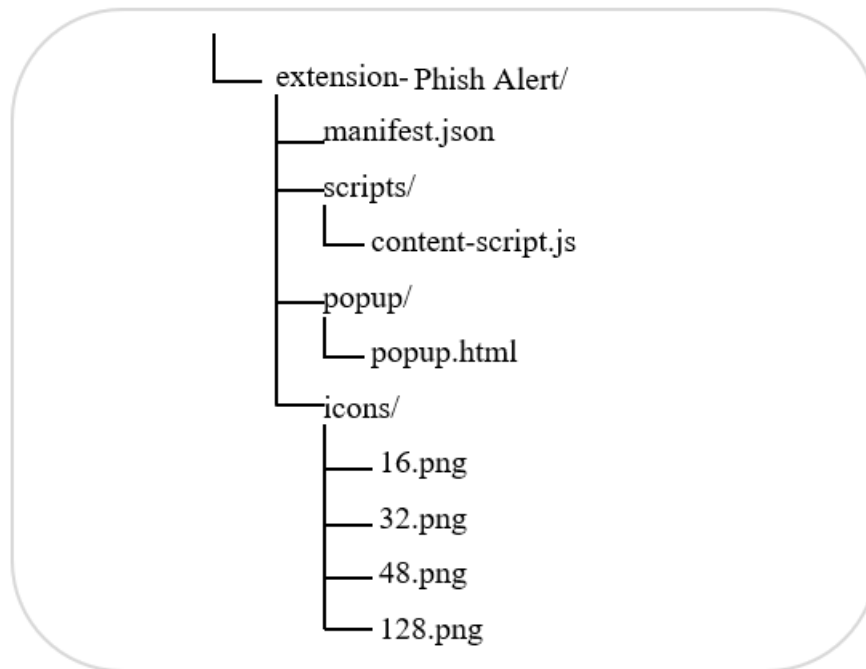 extension- Phish Alert/
manifest.json
scripts/
content-script.js
popup/
popup.html
icons/
16.png
32.png
48.png
128.png